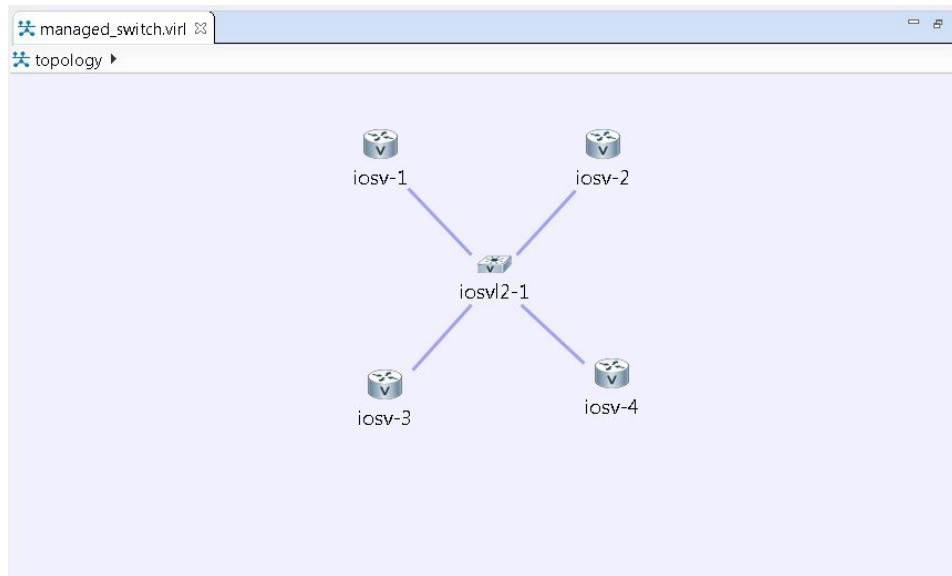 managed_switch.virl
topology
iosv-1
iosv-2
iosvl2-1
iosv-3
iosv-4